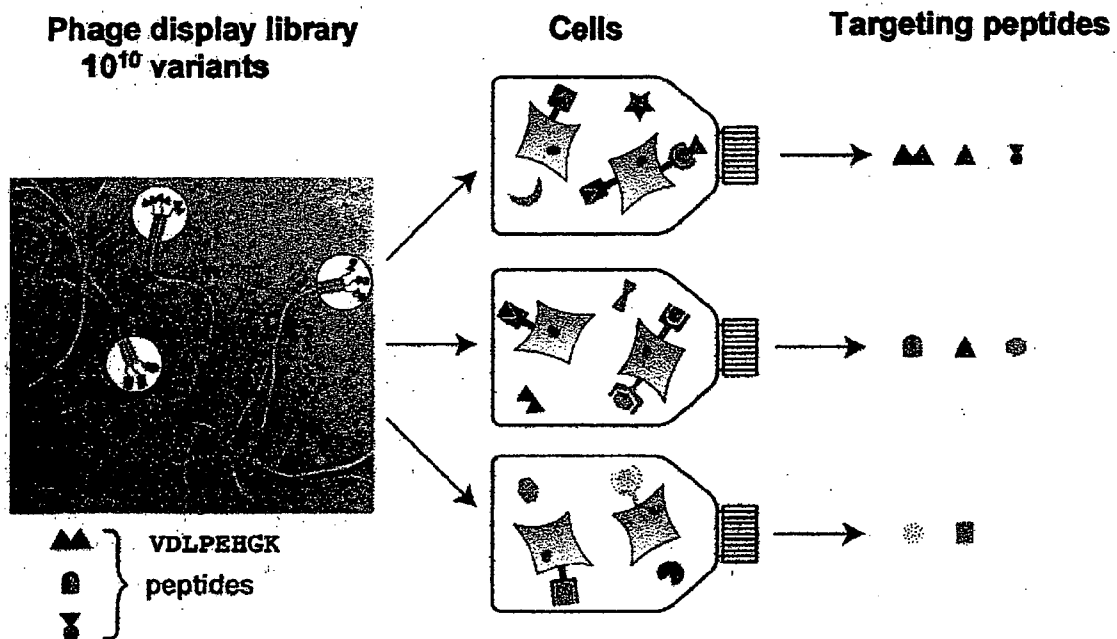 Phage display library
10¹⁰ variants
Cells
Targeting peptides
VDLPEHGK
peptides